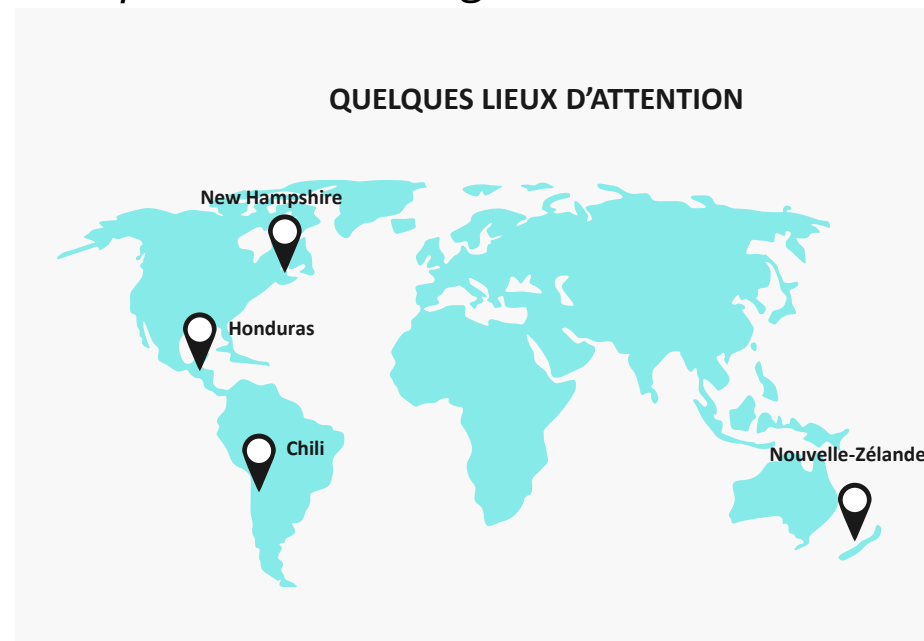 QUELQUES LIEUX D’ATTENTION
New Hampshire
Honduras
Chili
Nouvelle-Zélande